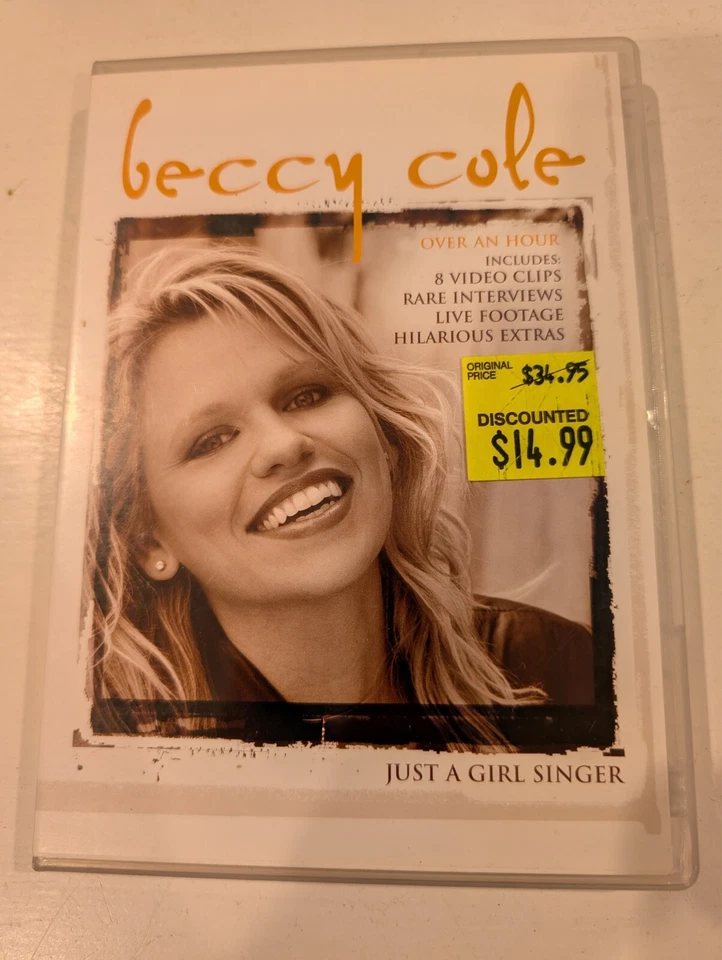 beccy cole
OVER AN HOUR
INCLUDES:
8 VIDEO CLIPS
RARE INTERVIEWS
LIVE FOOTAGE
HILARIOUS EXTRAS
ORIGINAL
PRICE $34.95
DISCOUNTED
$14.99
JUST A GIRL SINGER